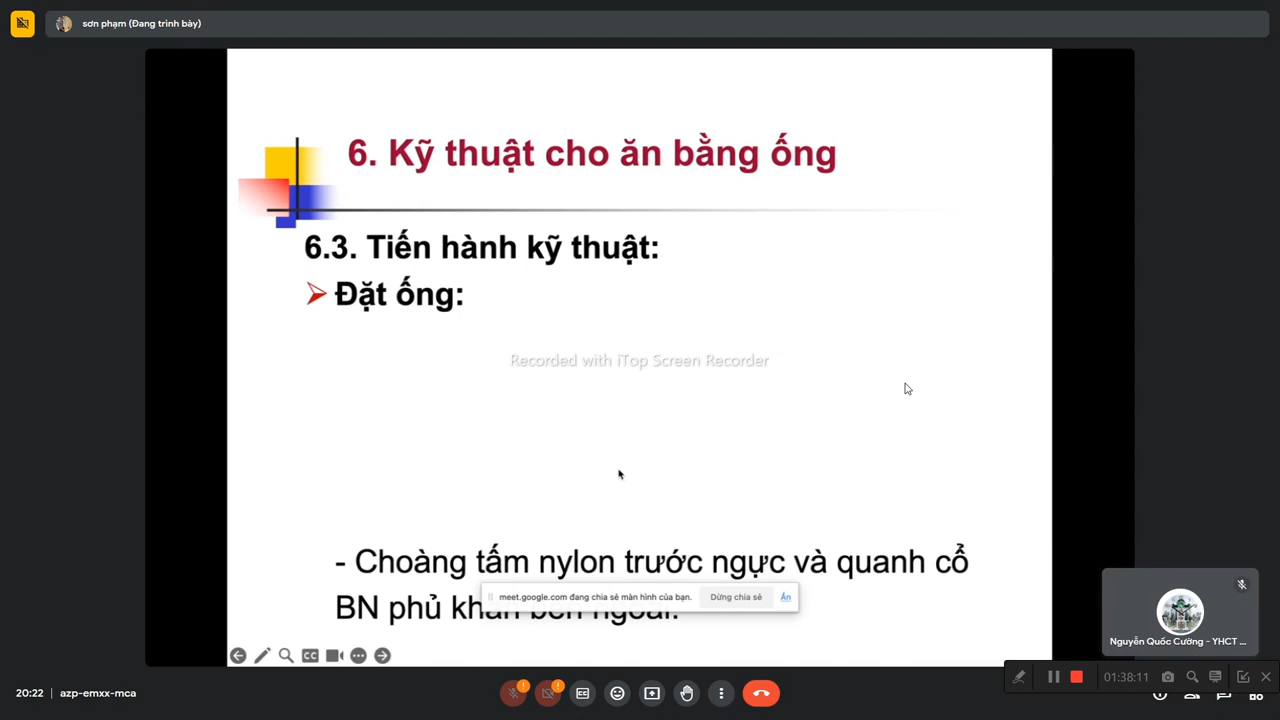 sơn phạm (Đang trình bày)
6. Kỹ thuật cho ăn bằng ống
6.3. Tiến hành kỹ thuật:
Đặt ống:
Recorded with iTop Screen Recorder
- Choàng tấm nylon trước ngực và quanh cổ
BN phủ khăn bên ngoài.
meet.google.com đang chia sẻ màn hình của bạn.
Dừng chia sẻ
Ẩn
CC
Nguyễn Quốc Cường - YHCT ...
20:22
azp-emxx-mca
01:38:11